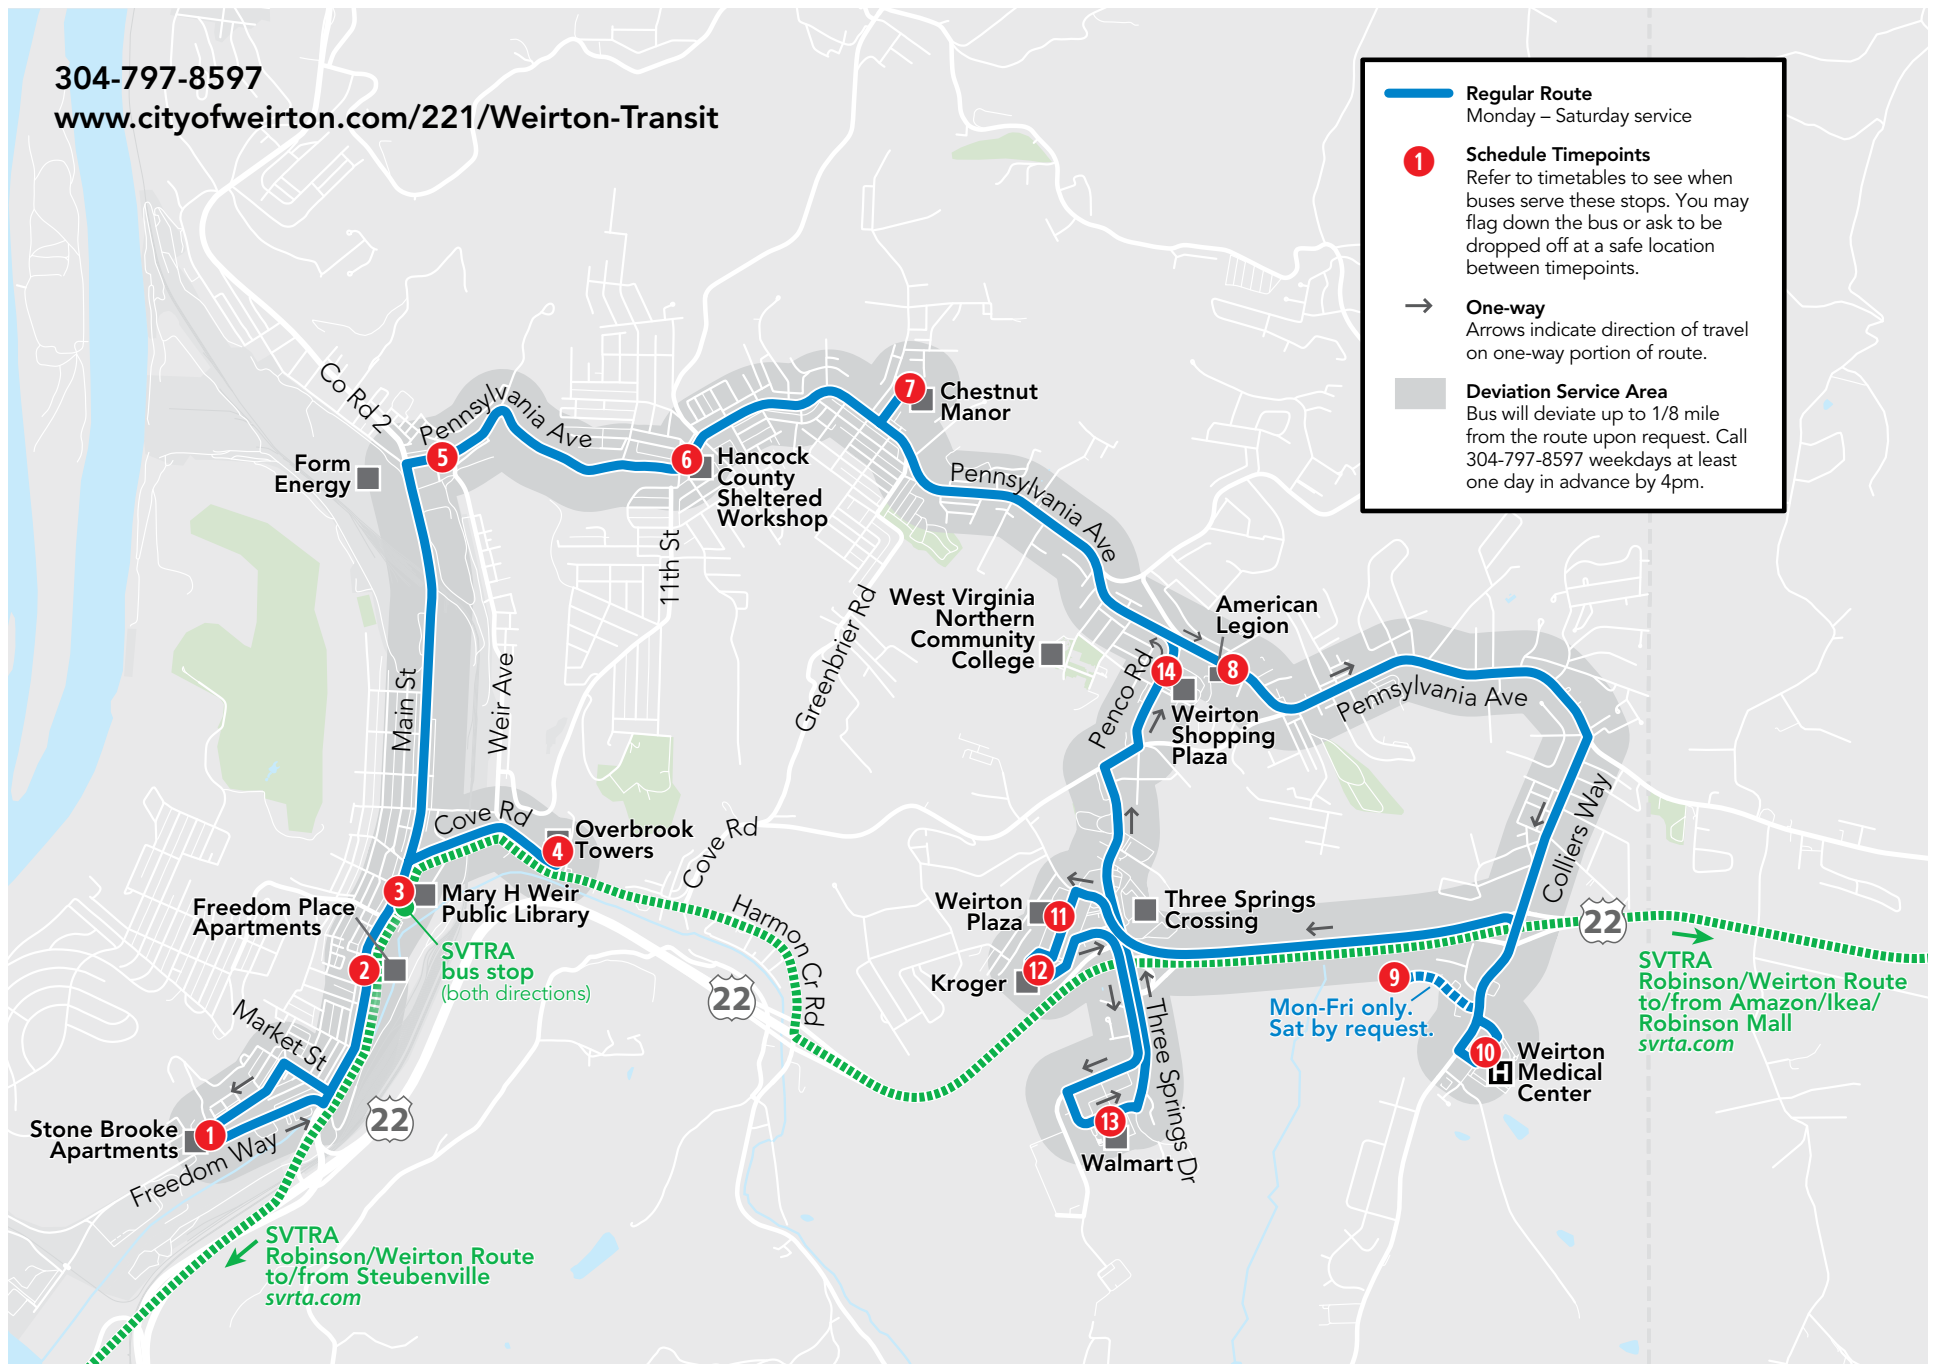 304-797-8597
www.cityofweirton.com/221/Weirton-Transit
Regular Route
Monday – Saturday service
1
Schedule Timepoints
Refer to timetables to see when
buses serve these stops. You may
flag down the bus or ask to be
dropped off at a safe location
between timepoints.
One-way
Arrows indicate direction of travel
on one-way portion of route.
Deviation Service Area
Bus will deviate up to 1/8 mile
from the route upon request. Call
304-797-8597 weekdays at least
one day in advance by 4pm.
Co Rd 2
Pennsylvania Ave
5
Form
Energy
6
Hancock
County
Sheltered
Workshop
7
Chestnut
Manor
Pennsylvania Ave
11th St
Greenbrier Rd
West Virginia
Northern
Community
College
American
Legion
8
14
Penco Rd
Weirton
Shopping
Plaza
Pennsylvania Ave
Colliers Way
Main St
Weir Ave
Cove Rd
4
Overbrook
Towers
Cove Rd
3
Mary H Weir
Public Library
Freedom Place
Apartments
SVTRA
bus stop
(both directions)
2
Harmon Cr Rd
22
Weirton
Plaza
11
Three Springs
Crossing
Kroger
12
22
SVTRA
Robinson/Weirton Route
to/from Amazon/Ikea/
Robinson Mall
svrta.com
9
Mon-Fri only.
Sat by request.
10
H
Weirton
Medical
Center
Three Springs Dr
13
Walmart
Market St
22
Stone Brooke
Apartments
1
Freedom Way
SVTRA
Robinson/Weirton Route
to/from Steubenville
svrta.com